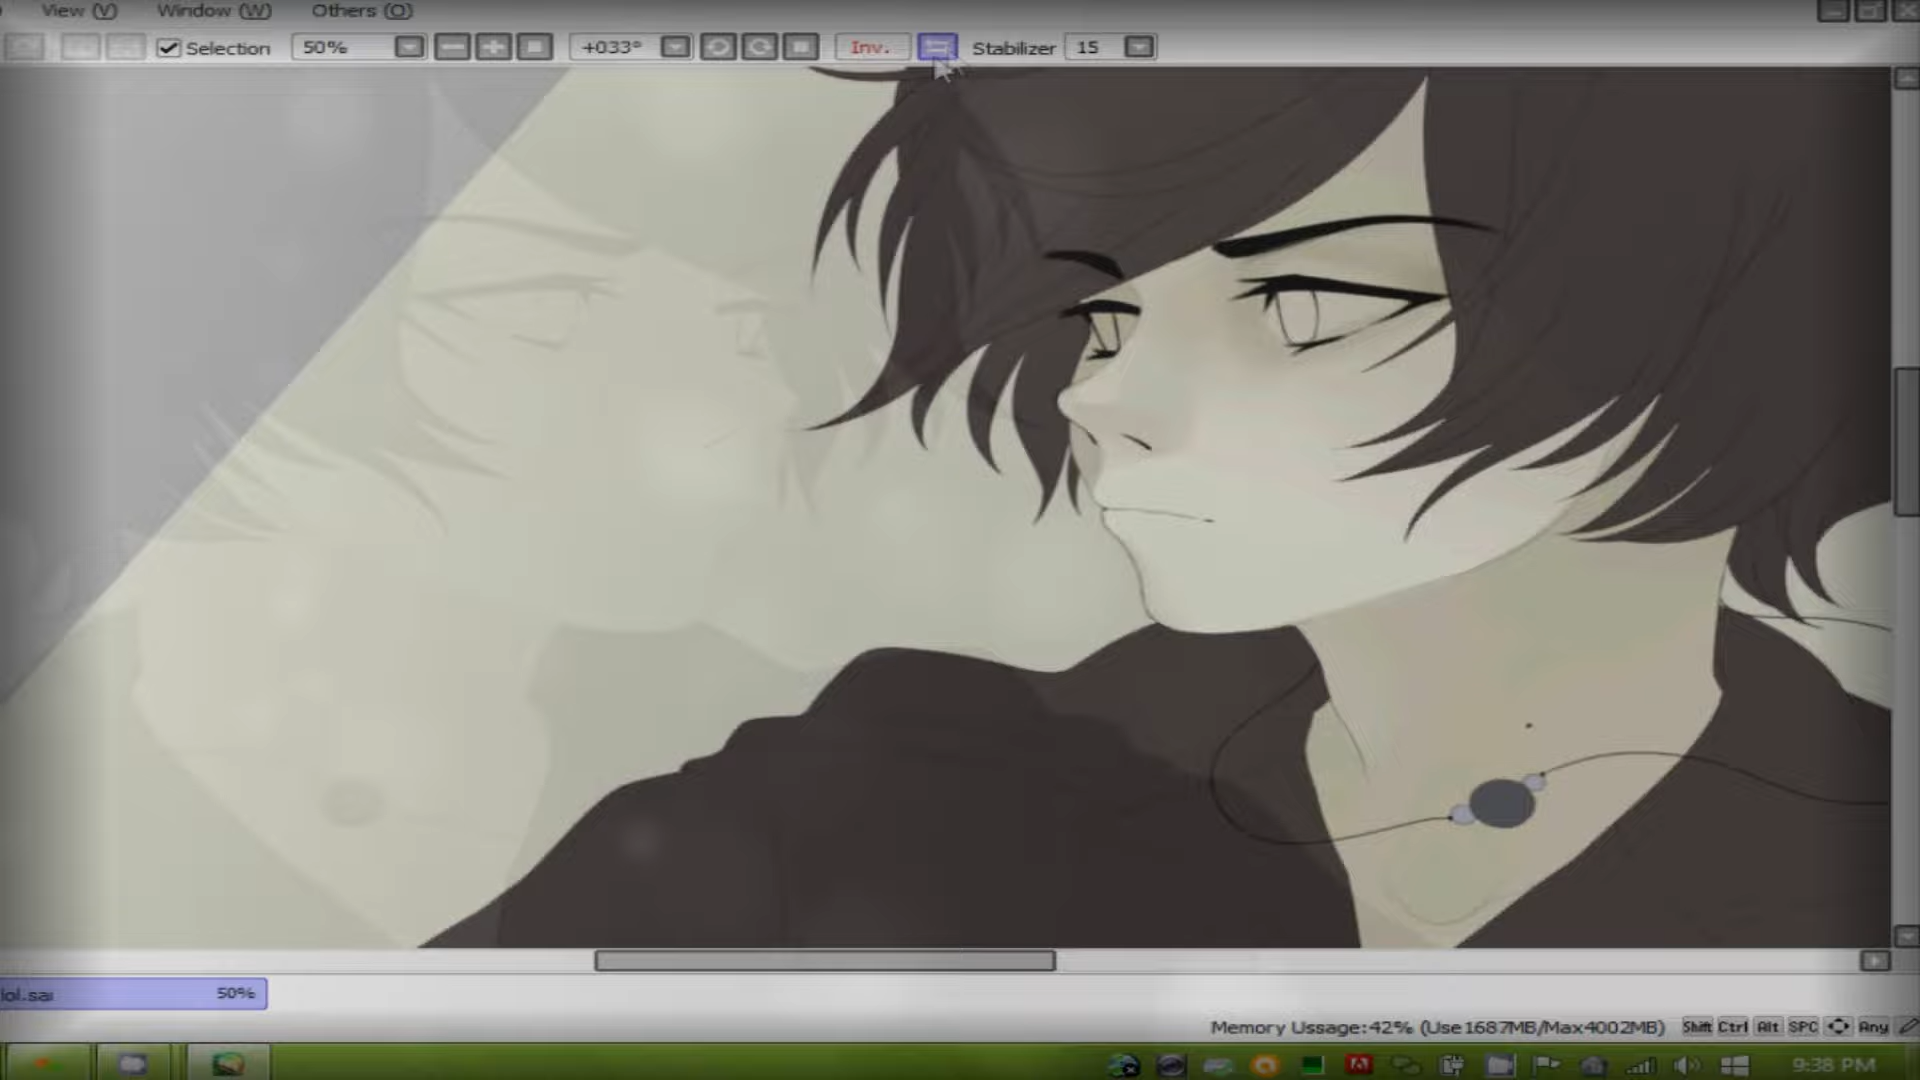 View (V) Window (W) Others (O)
Selection 50% +033° Inv. Stabilizer 15
lol.sai 50%
Memory Ussage:42% (Use1687MB/Max4002MB) Shift Ctrl Alt SPC Any
9:38 PM